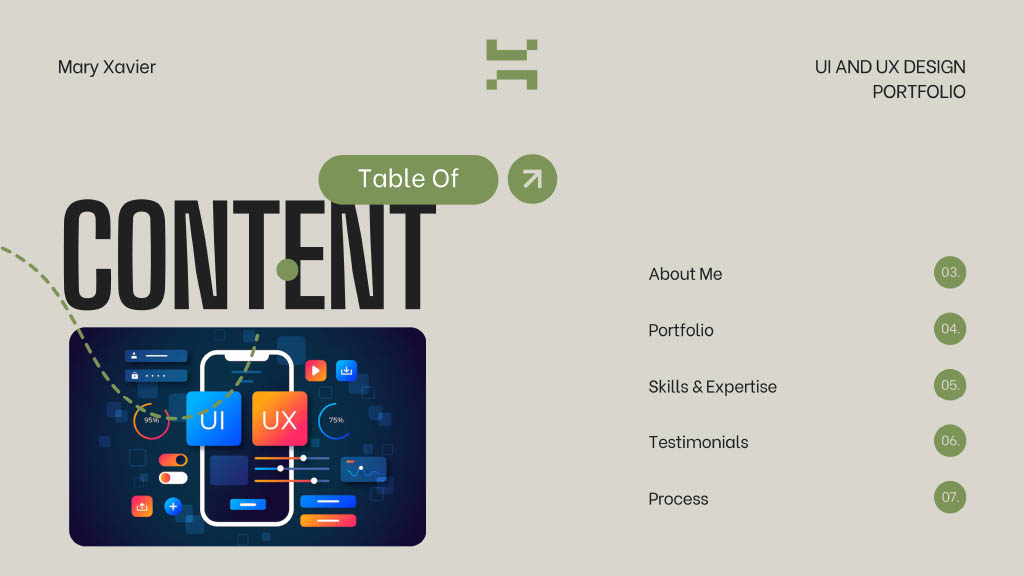 Mary Xavier
UI AND UX DESIGN
PORTFOLIO
Table Of
CONTENT
About Me 03.
Portfolio 04.
Skills & Expertise 05.
Testimonials 06.
Process 07.
95%
UI
UX
75%